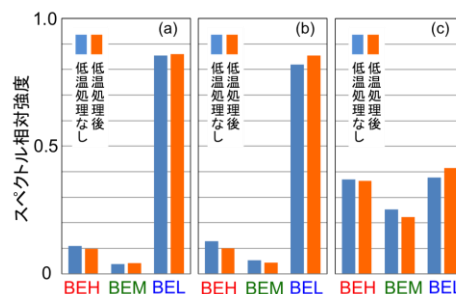 スペクトル相対強度
1.0
0.5
0
(a)
低温処理なし
低温処理後
BEH BEM BEL
(b)
低温処理なし
低温処理後
BEH BEM BEL
(c)
低温処理なし
低温処理後
BEH BEM BEL